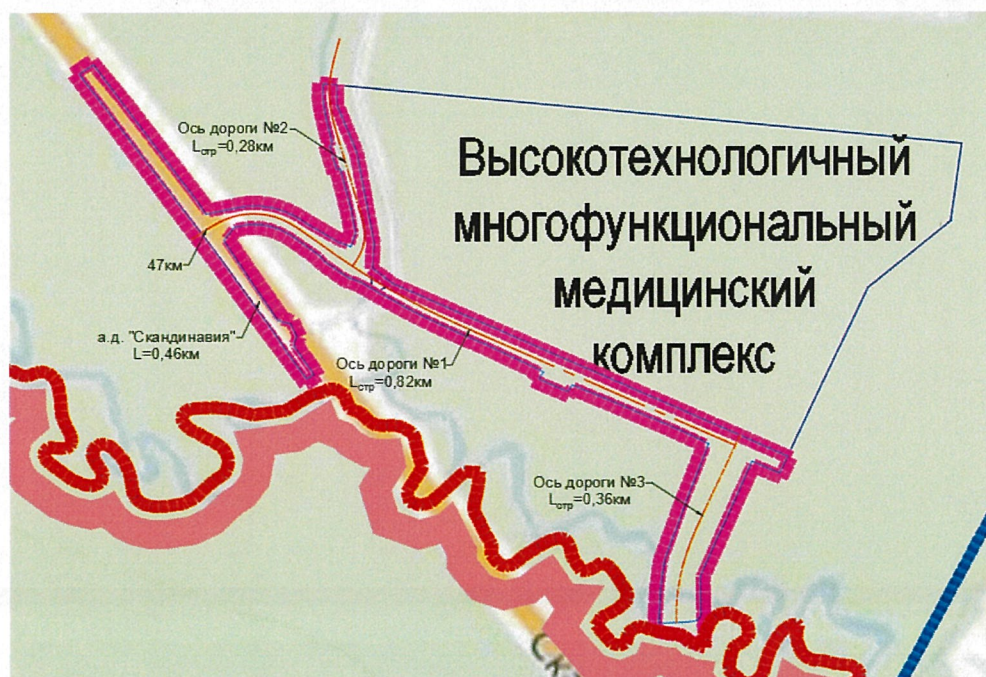 Высокотехнологичный
многофункциональный
медицинский
комплекс
Ось дороги №2
Lстр=0,28км
47км
а.д. "Скандинавия"
L=0,46км
Ось дороги №1
Lстр=0,82км
Ось дороги №3
Lстр=0,36км
Ск